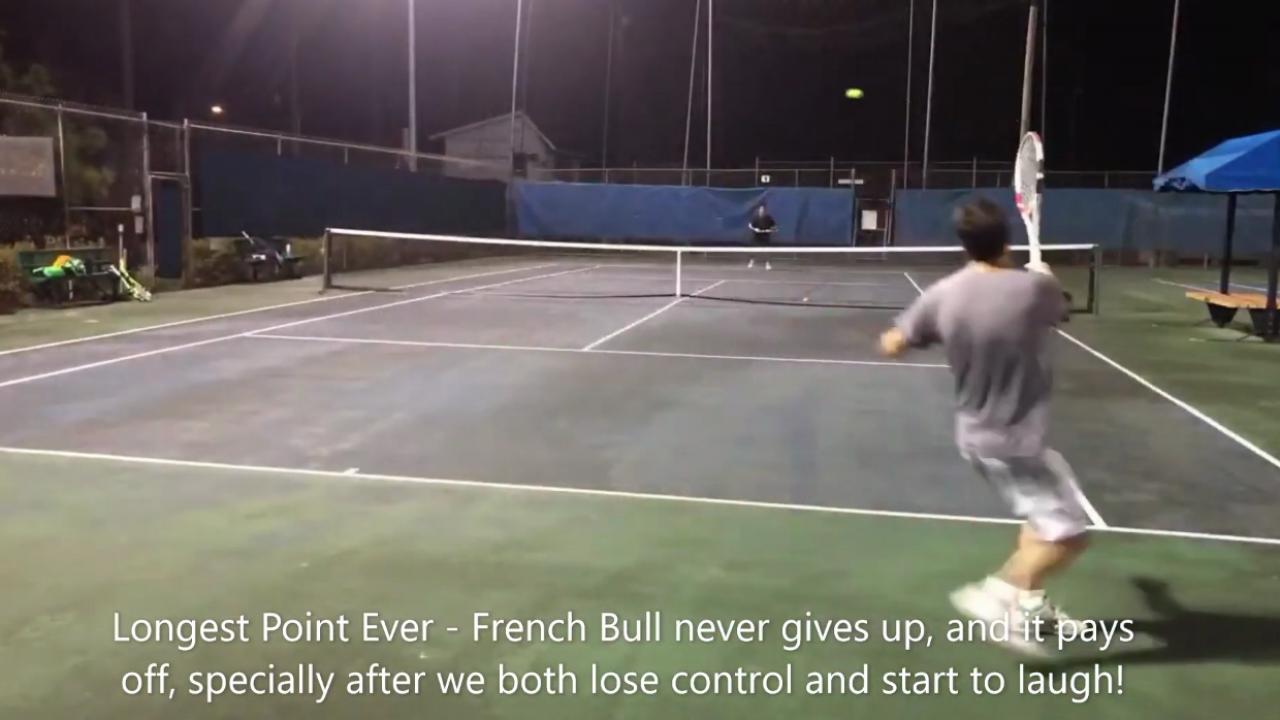 Longest Point Ever - French Bull never gives up, and it pays
off, specially after we both lose control and start to laugh!